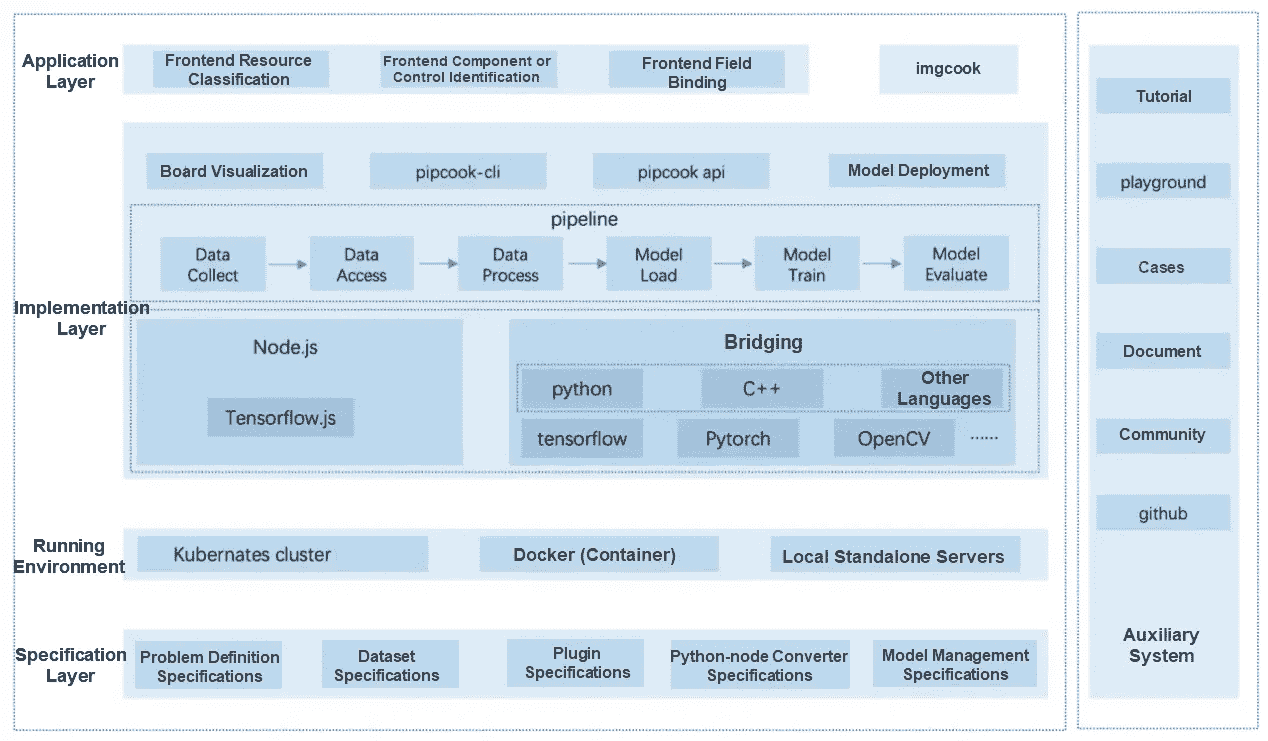 Application
Layer
Frontend Resource
Classification
Frontend Component or
Control Identification
Frontend Field
Binding
imgcook
Implementation
Layer
Board Visualization
pipcook-cli
pipcook api
Model Deployment
pipeline
Data
Collect
Data
Access
Data
Process
Model
Load
Model
Train
Model
Evaluate
Node.js
Tensorflow.js
Bridging
python
C++
Other
Languages
tensorflow
Pytorch
OpenCV
······
Running
Environment
Kubernates cluster
Docker (Container)
Local Standalone Servers
Specification
Layer
Problem Definition
Specifications
Dataset
Specifications
Plugin
Specifications
Python-node Converter
Specifications
Model Management
Specifications
Tutorial
playground
Cases
Document
Community
github
Auxiliary
System